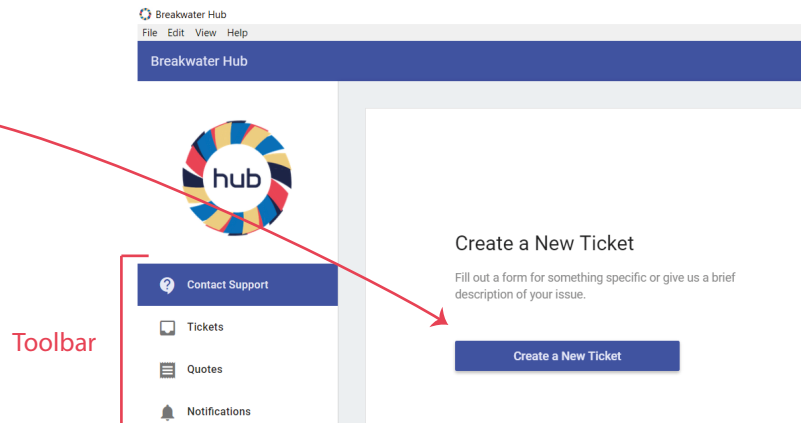 Breakwater Hub
File Edit View Help
Breakwater Hub
hub
Create a New Ticket
Fill out a form for something specific or give us a brief
description of your issue.
Create a New Ticket
Toolbar
Contact Support
Tickets
Quotes
Notifications